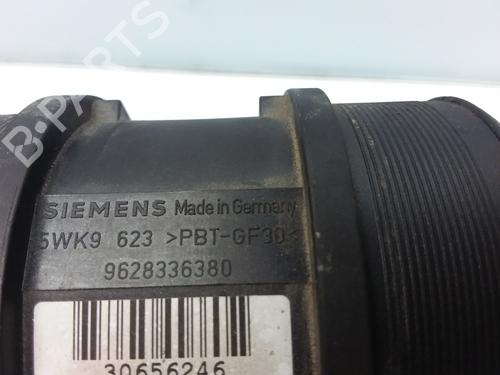 B-PARTS
SIEMENS Made in Germany
5WK9 623 >PBT-GF30<
9628336380
30656246